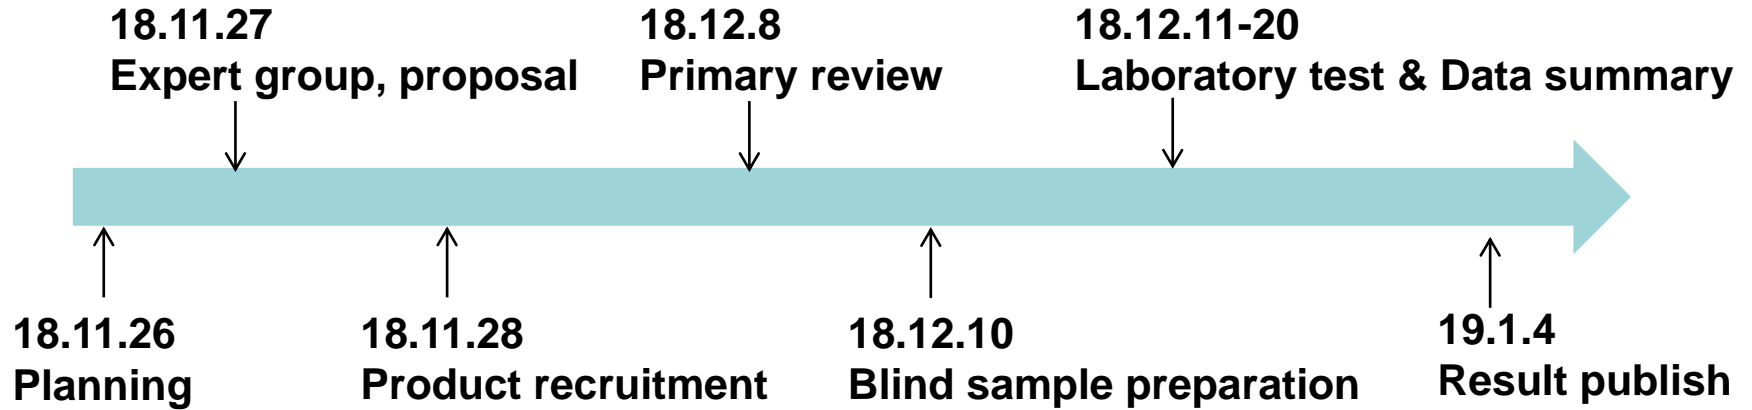 18.11.27
Expert group, proposal
18.12.8
Primary review
18.12.11-20
Laboratory test & Data summary
18.11.26
Planning
18.11.28
Product recruitment
18.12.10
Blind sample preparation
19.1.4
Result publish